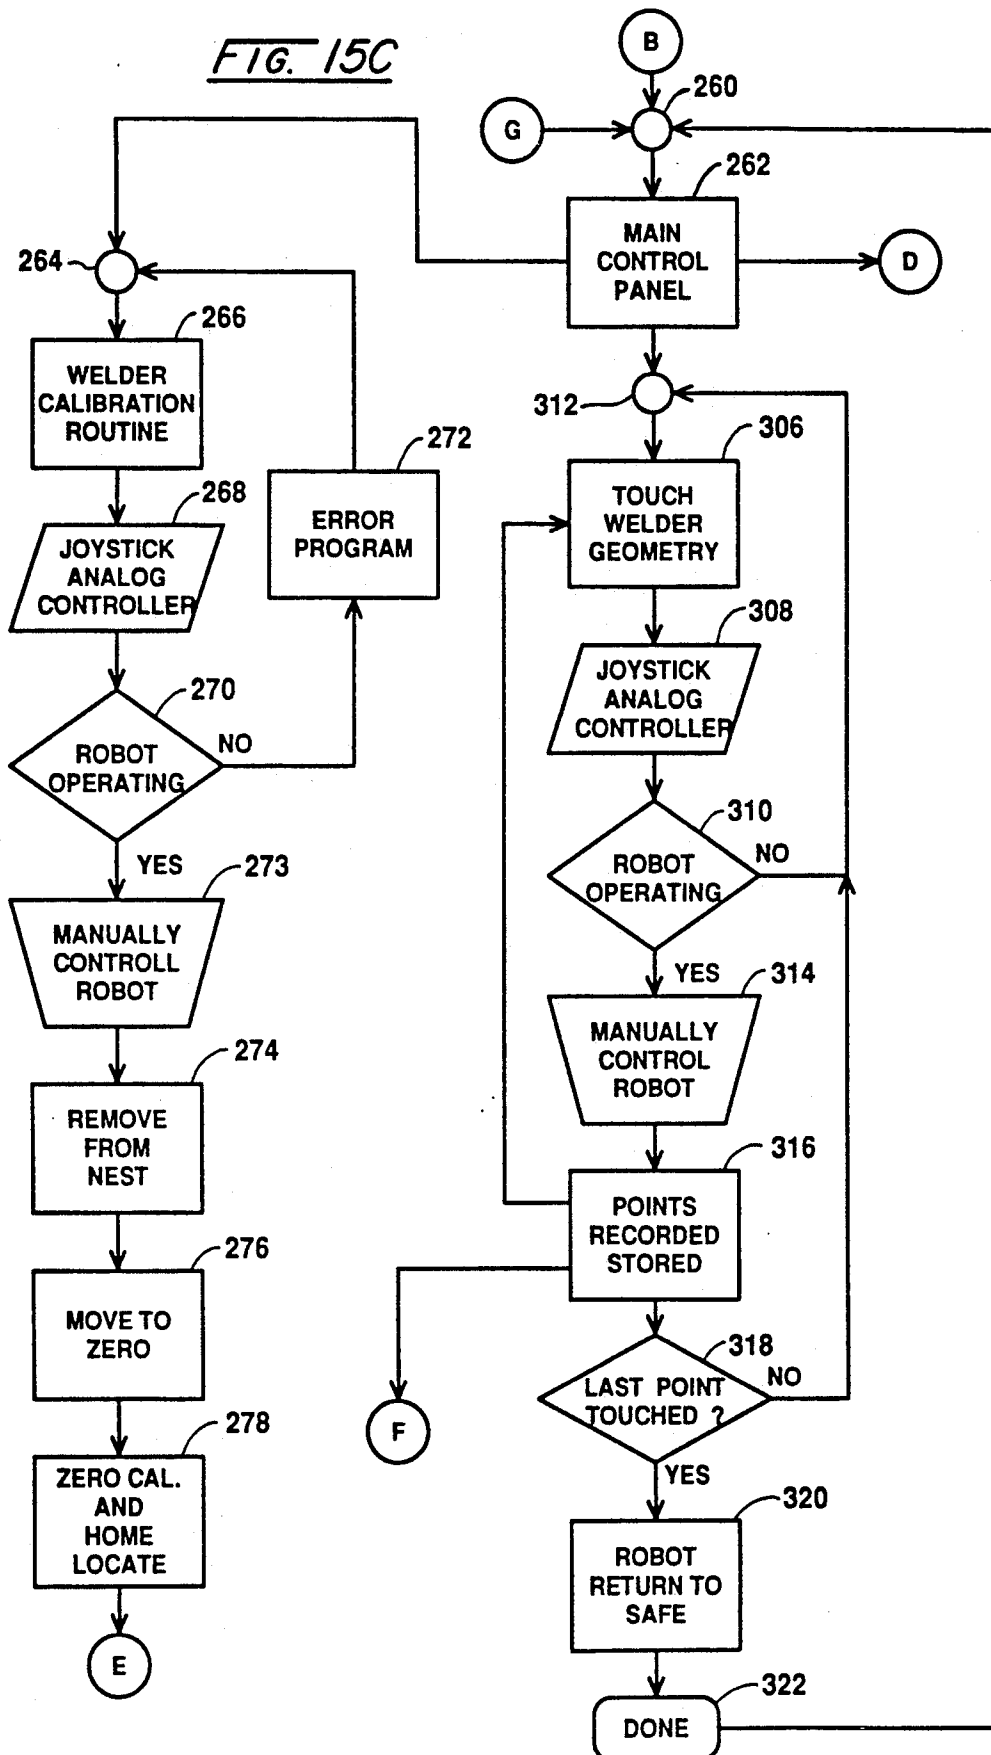 FIG. 15C
B
260
G
262
MAIN
CONTROL
PANEL
D
264
266
WELDER
CALIBRATION
ROUTINE
272
ERROR
PROGRAM
268
JOYSTICK
ANALOG
CONTROLLER
270
ROBOT
OPERATING
NO
YES
273
MANUALLY
CONTROLL
ROBOT
274
REMOVE
FROM
NEST
276
MOVE TO
ZERO
278
ZERO CAL.
AND
HOME
LOCATE
E
312
306
TOUCH
WELDER
GEOMETRY
308
JOYSTICK
ANALOG
CONTROLLER
310
ROBOT
OPERATING
NO
YES
314
MANUALLY
CONTROL
ROBOT
316
POINTS
RECORDED
STORED
F
318
LAST POINT
TOUCHED ?
NO
YES
320
ROBOT
RETURN TO
SAFE
322
DONE